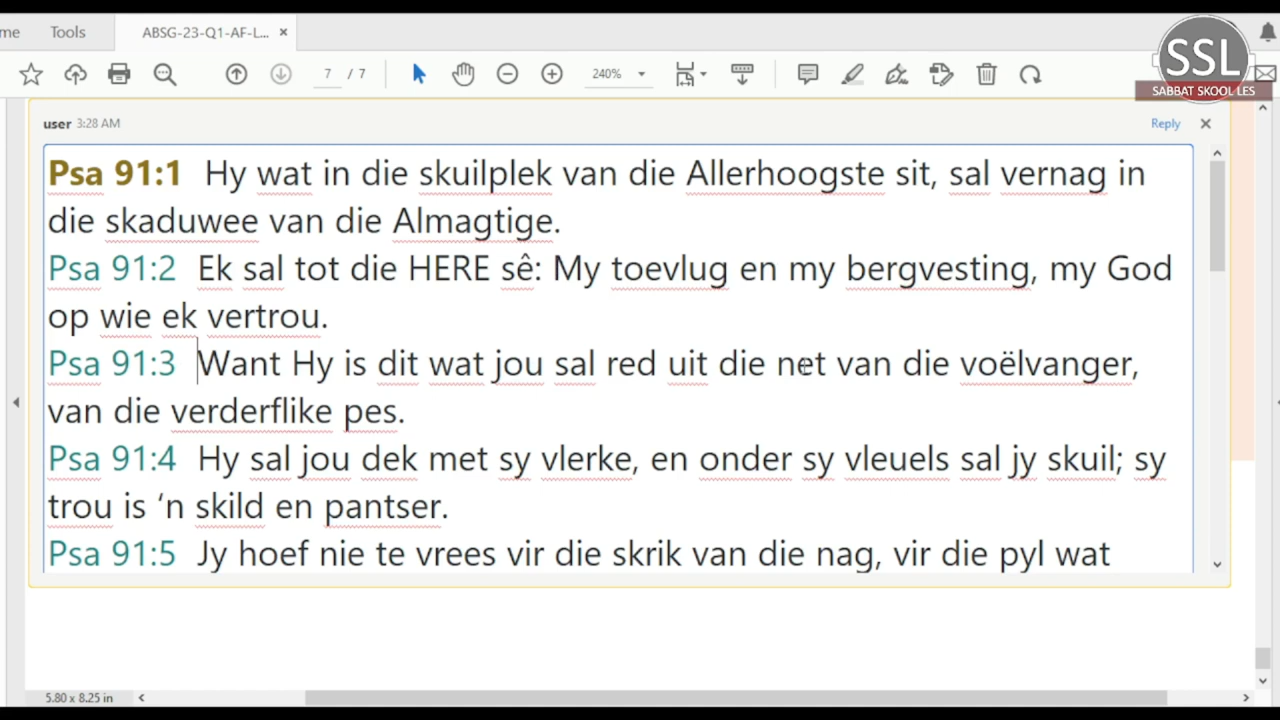 me Tools ABSG-23-Q1-AF-L... ×
SSL
SABBAT SKOOL LES
7 / 7 240%
user 3:28 AM Reply
Psa 91:1 Hy wat in die skuilplek van die Allerhoogste sit, sal vernag in
die skaduwee van die Almagtige.
Psa 91:2 Ek sal tot die HERE sê: My toevlug en my bergvesting, my God
op wie ek vertrou.
Psa 91:3 Want Hy is dit wat jou sal red uit die net van die voëlvanger,
van die verderflike pes.
Psa 91:4 Hy sal jou dek met sy vlerke, en onder sy vleuels sal jy skuil; sy
trou is ‘n skild en pantser.
Psa 91:5 Jy hoef nie te vrees vir die skrik van die nag, vir die pyl wat
5.80 x 8.25 in